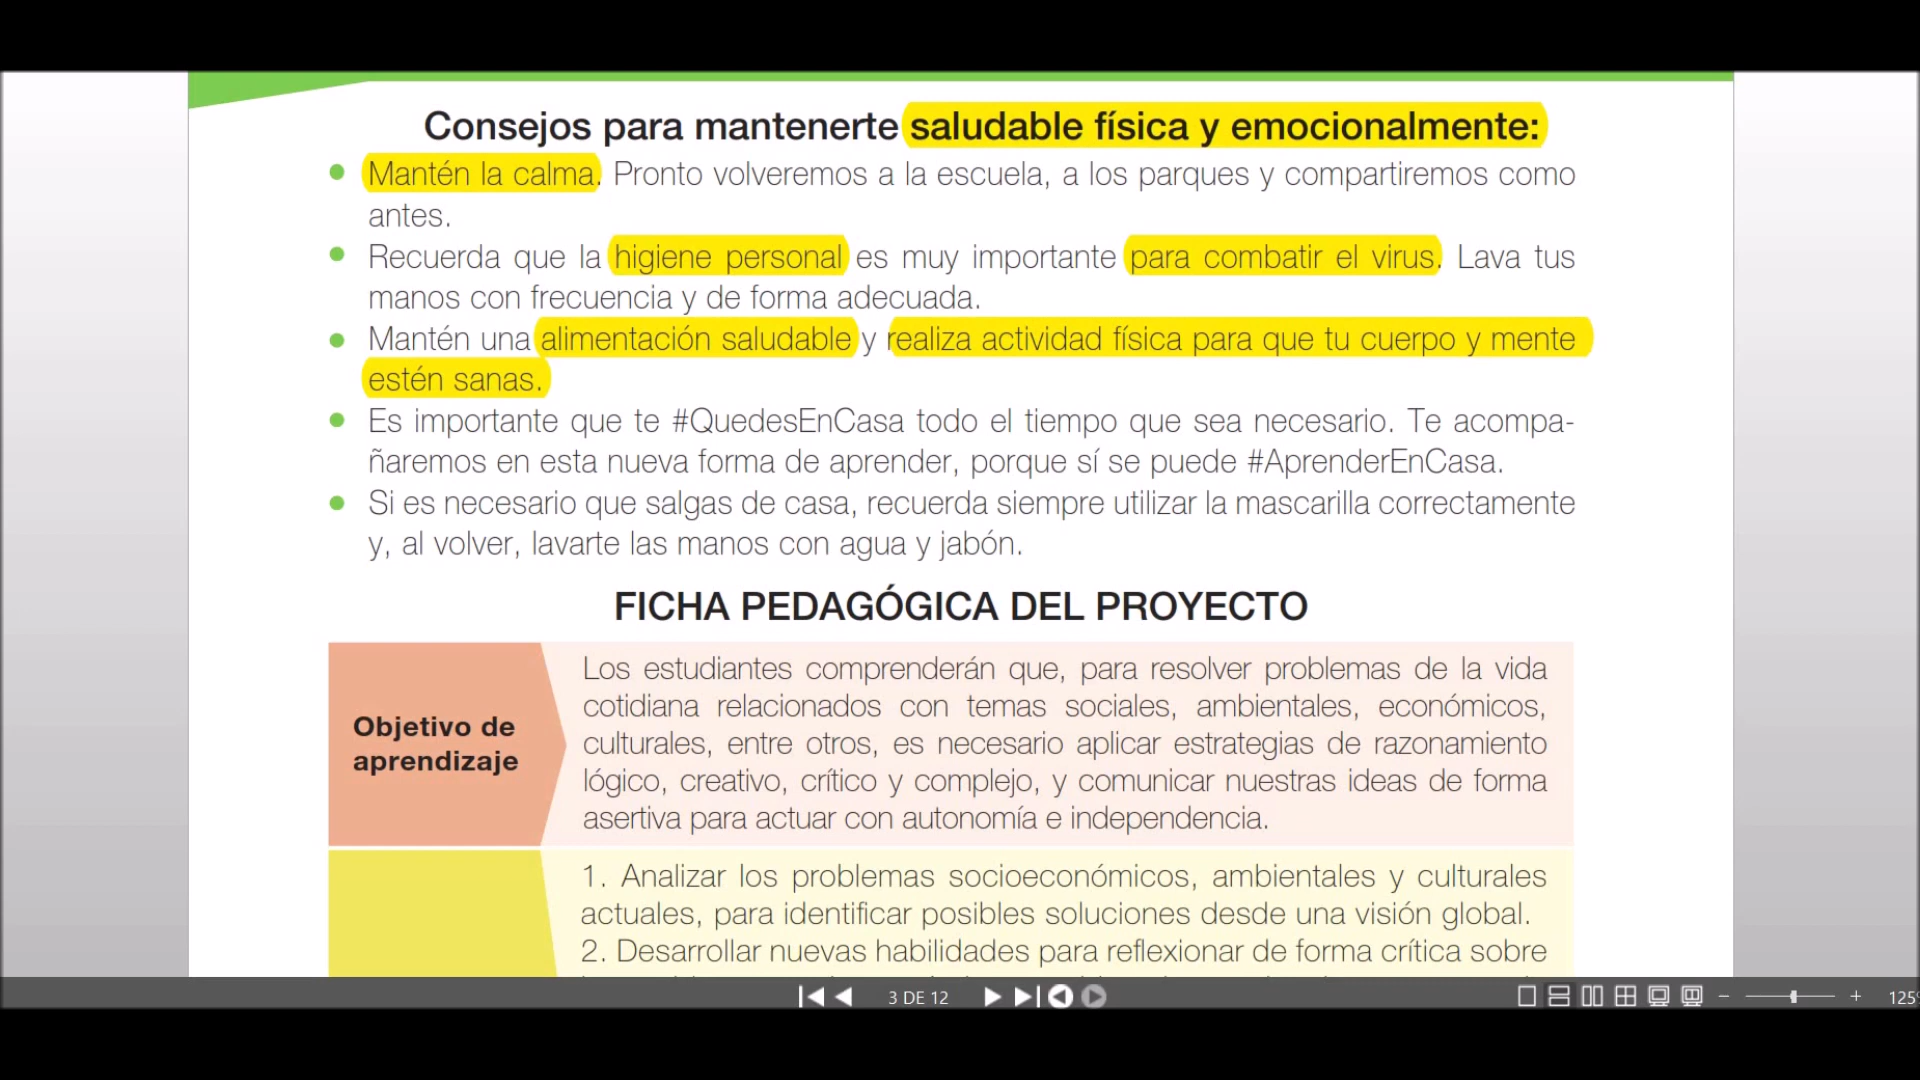 Consejos para mantenerte saludable física y emocionalmente:
Mantén la calma. Pronto volveremos a la escuela, a los parques y compartiremos como
antes.
Recuerda que la higiene personal es muy importante para combatir el virus. Lava tus
manos con frecuencia y de forma adecuada.
Mantén una alimentación saludable y realiza actividad física para que tu cuerpo y mente
estén sanas.
Es importante que te #QuedesEnCasa todo el tiempo que sea necesario. Te acompa-
ñaremos en esta nueva forma de aprender, porque sí se puede #AprenderEnCasa.
Si es necesario que salgas de casa, recuerda siempre utilizar la mascarilla correctamente
y, al volver, lavarte las manos con agua y jabón.
FICHA PEDAGÓGICA DEL PROYECTO
Objetivo de
aprendizaje
Los estudiantes comprenderán que, para resolver problemas de la vida
cotidiana relacionados con temas sociales, ambientales, económicos,
culturales, entre otros, es necesario aplicar estrategias de razonamiento
lógico, creativo, crítico y complejo, y comunicar nuestras ideas de forma
asertiva para actuar con autonomía e independencia.
1. Analizar los problemas socioeconómicos, ambientales y culturales
actuales, para identificar posibles soluciones desde una visión global.
2. Desarrollar nuevas habilidades para reflexionar de forma crítica sobre
3 DE 12
125